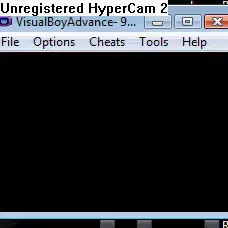 Unregistered HyperCam 2
VisualBoyAdvance- 9...
File Options Cheats Tools Help